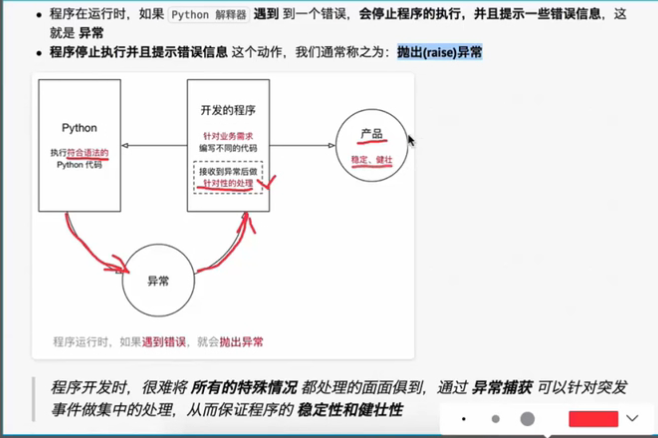 程序在运行时，如果 Python 解释器 遇到 到一个错误，会停止程序的执行，并且提示一些错误信息，这
就是 异常
程序停止执行并且提示错误信息 这个动作，我们通常称之为：抛出(raise)异常
Python
执行符合语法的
Python 代码
开发的程序
针对业务需求
编写不同的代码
接收到异常后做
针对性的处理
产品
稳定、健壮
异常
程序运行时，如果遇到错误，就会抛出异常
程序开发时，很难将 所有的特殊情况 都处理的面面俱到，通过 异常捕获 可以针对突发
事件做集中的处理，从而保证程序的 稳定性和健壮性